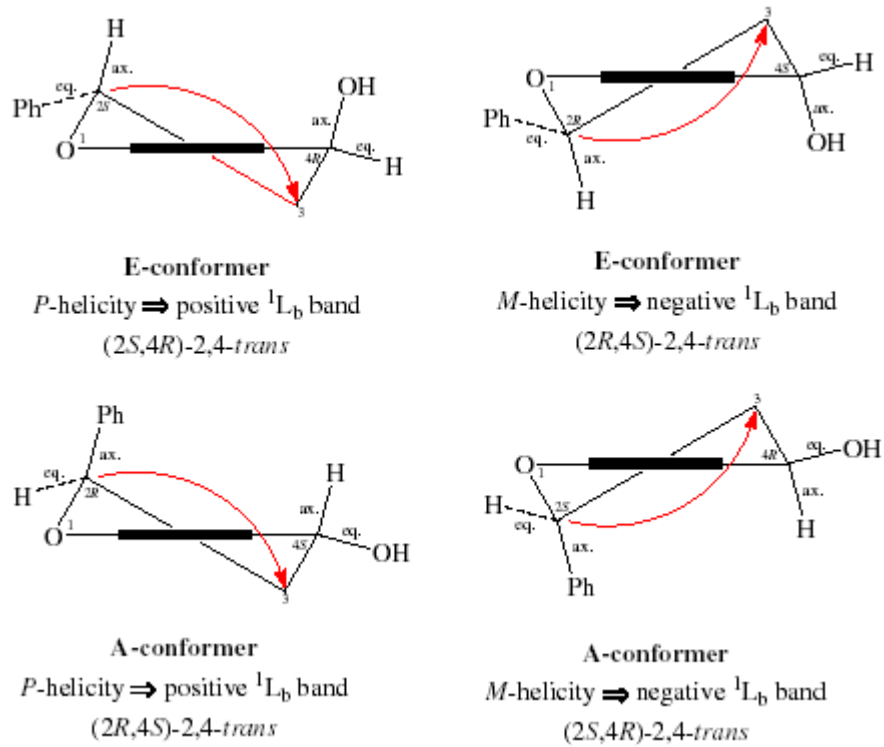 H
ax.
eq.
Ph
2S
O
1
OH
ax.
4R
eq.
H
3
E-conformer
P-helicity ⇒ positive ¹Lb band
(2S,4R)-2,4-trans
3
O
1
4S
eq.
H
Ph
2R
eq.
ax.
ax.
OH
H
E-conformer
M-helicity ⇒ negative ¹Lb band
(2R,4S)-2,4-trans
Ph
ax.
eq.
H
2R
O
1
H
ax.
4S
eq.
OH
3
A-conformer
P-helicity ⇒ positive ¹Lb band
(2R,4S)-2,4-trans
3
O
1
4R
eq.
OH
H
2S
eq.
ax.
ax.
H
Ph
A-conformer
M-helicity ⇒ negative ¹Lb band
(2S,4R)-2,4-trans